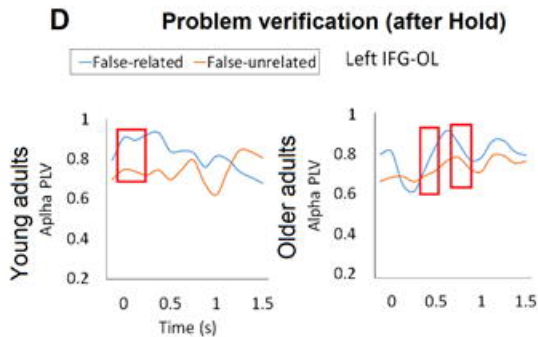 D Problem verification (after Hold)
False-related False-unrelated Left IFG-OL
Young adults
Aplha PLV
1
0.8
0.6
0.4
0.2
0 0.5 1 1.5
Time (s)
Older adults
Alpha PLV
1
0.8
0.6
0.4
0.2
0 0.5 1 1.5